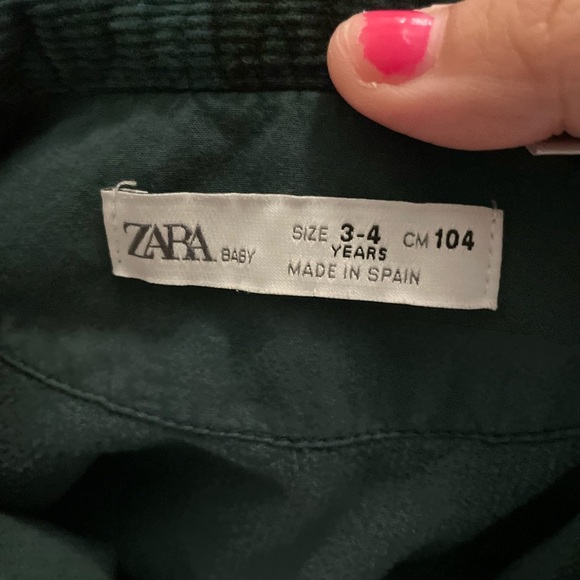 ZARA BABY SIZE 3-4 CM 104
YEARS
MADE IN SPAIN